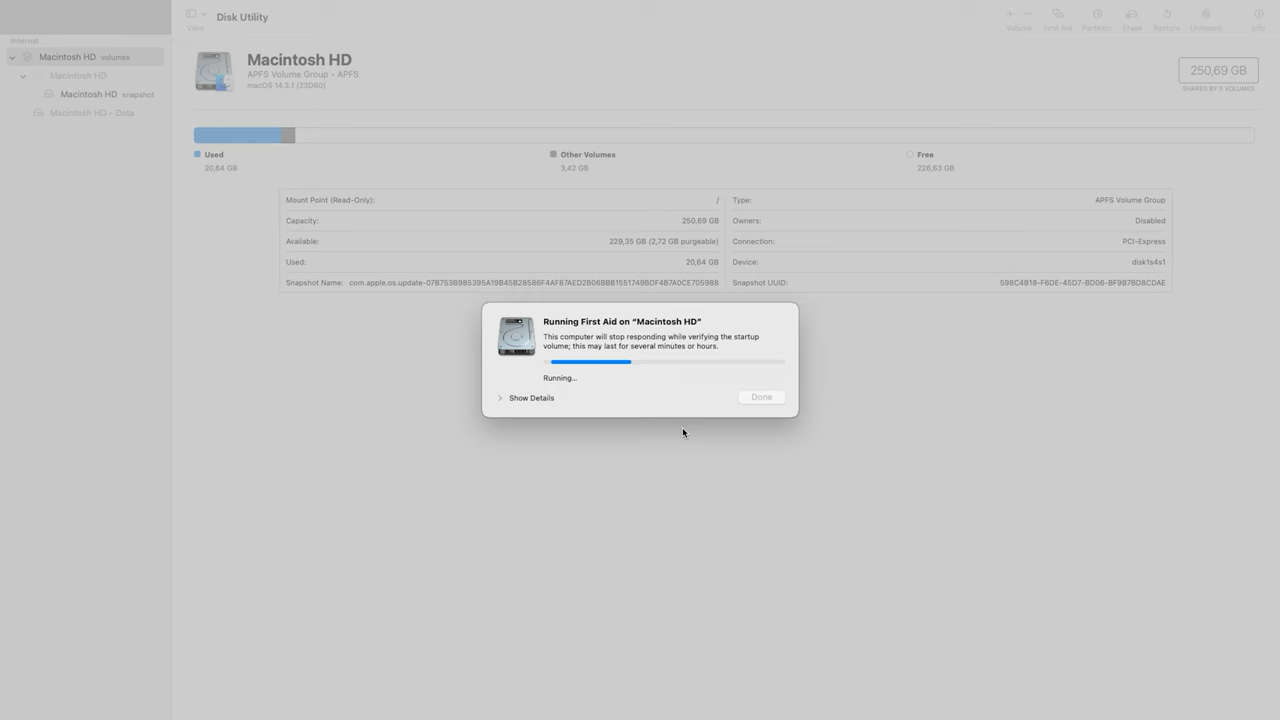 Disk Utility
View
Volume
First Aid
Partition
Erase
Restore
Unmount
Info
Internal
Macintosh HD volumes
Macintosh HD
Macintosh HD snapshot
Macintosh HD – Data
Macintosh HD
APFS Volume Group • APFS
macOS 14.3.1 (23D60)
250,69 GB
SHARED BY 5 VOLUMES
Used
20,64 GB
Other Volumes
3,42 GB
Free
226,63 GB
Mount Point (Read-Only): /
Capacity: 250,69 GB
Available: 229,35 GB (2,72 GB purgeable)
Used: 20,64 GB
Snapshot Name: com.apple.os.update-07B753B985395A19B45B28586F4AF87AED2B06BBB1551749BDF4B7A0CE705988
Type: APFS Volume Group
Owners: Disabled
Connection: PCI-Express
Device: disk1s4s1
Snapshot UUID: 598C4B18-F6DE-45D7-BD06-BF9B7BD8CDAE
Running First Aid on “Macintosh HD”
This computer will stop responding while verifying the startup
volume; this may last for several minutes or hours.
Running...
Show Details
Done